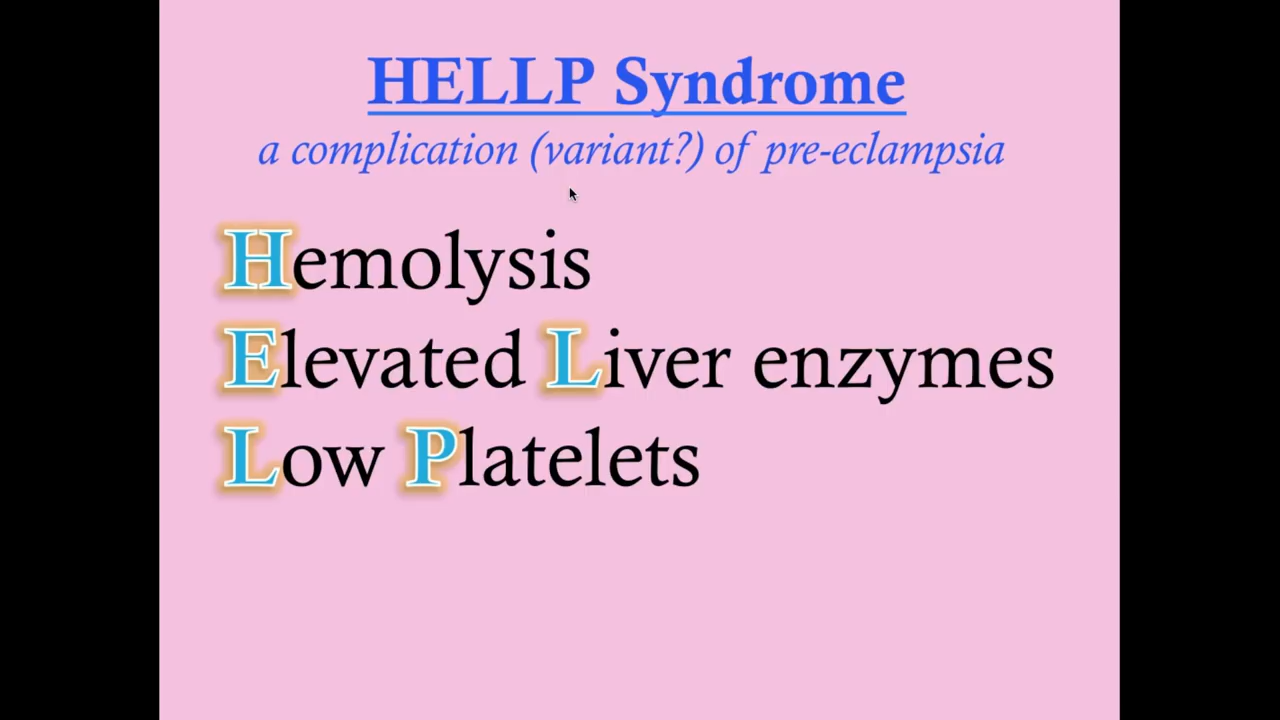 HELLP Syndrome
a complication (variant?) of pre-eclampsia
Hemolysis
Elevated Liver enzymes
Low Platelets